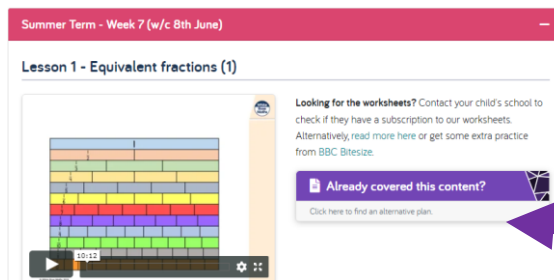 Summer Term - Week 7 (w/c 8th June)
Lesson 1 - Equivalent fractions (1)
Looking for the worksheets? Contact your child's school to
check if they have a subscription to our worksheets.
Alternatively, read more here or get some extra practice
from BBC Bitesize.
Already covered this content?
Click here to find an alternative plan.
10:12